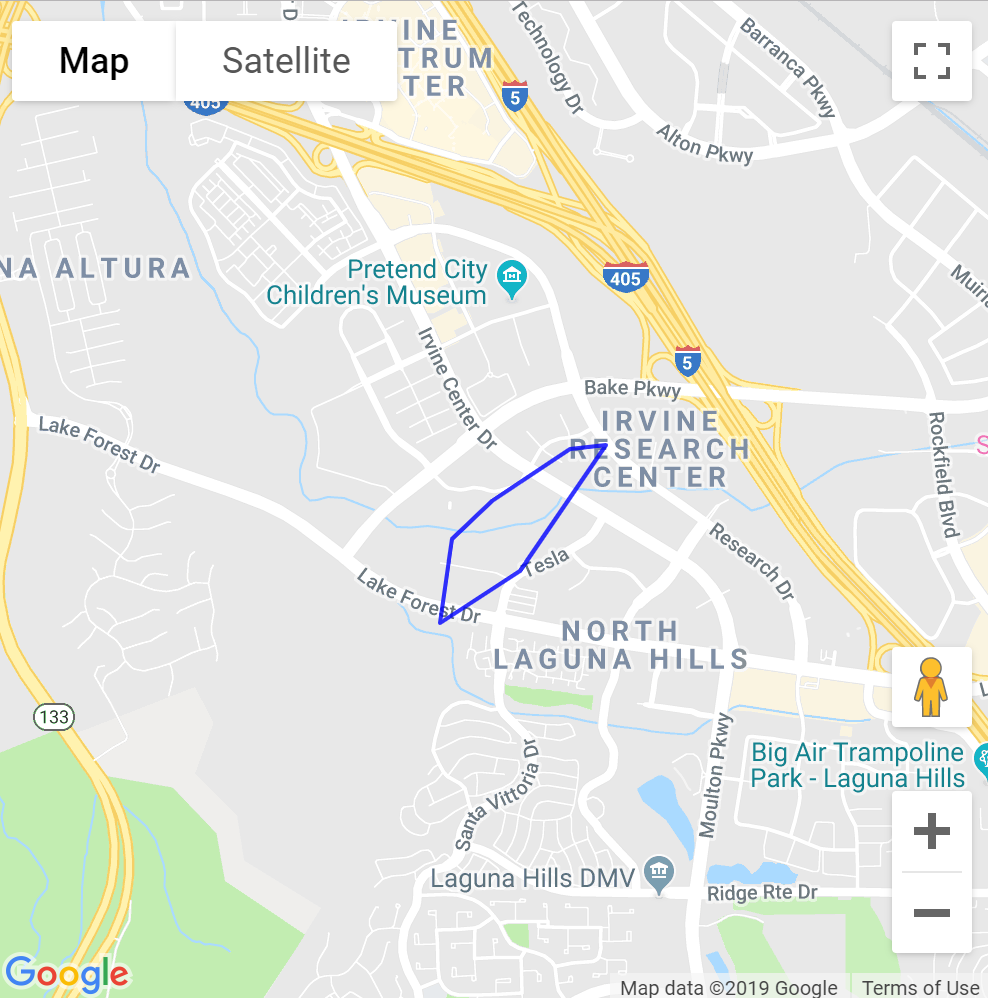 Map
Satellite
D
IRVINE
TRUM
TER
405
5
Technology Dr
Barranca Pkwy
Alton Pkwy
NA ALTURA
Pretend City
Children's Museum
405
5
Irvine Center Dr
Bake Pkwy
Lake Forest Dr
IRVINE
RESEARCH
CENTER
Rockfield Blvd
S
Research Dr
Tesla
Lake Forest Dr
NORTH
LAGUNA HILLS
L
133
Moulton Pkwy
Santa Vittoria Dr
Big Air Trampoline
Park - Laguna Hills
Laguna Hills DMV
Ridge Rte Dr
Google
Map data ©2019 Google
Terms of Use